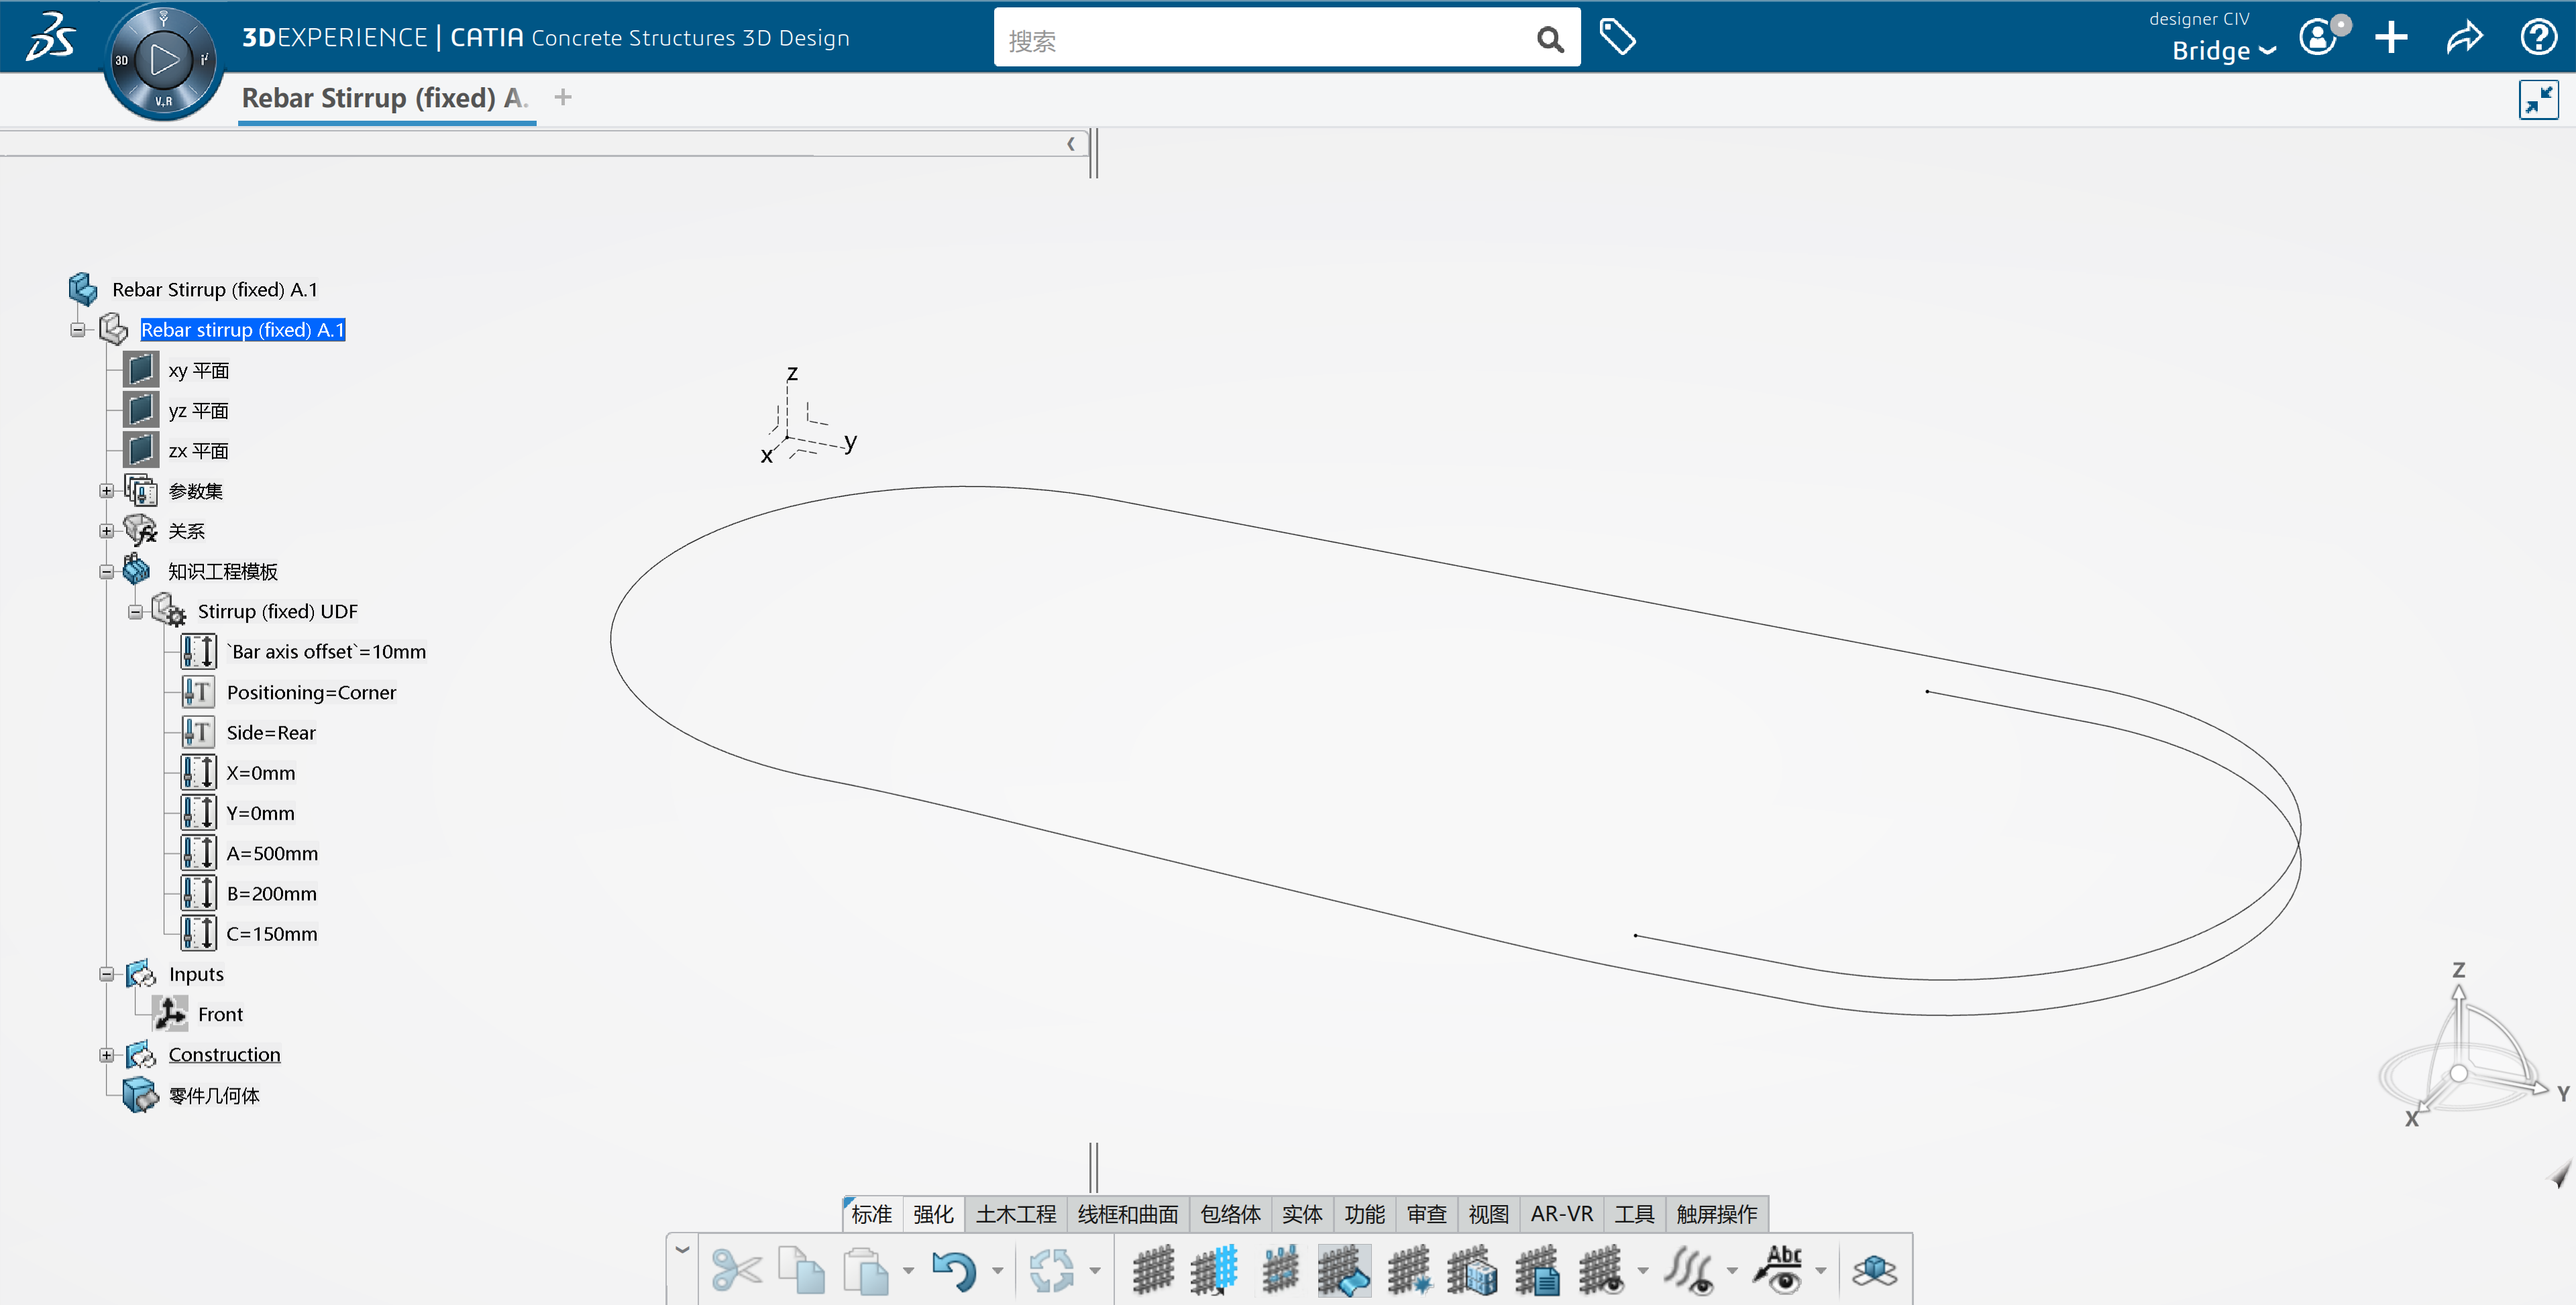 3DEXPERIENCE | CATIA Concrete Structures 3D Design
搜索
designer CIV
Bridge
3D
i²
V,R
Rebar Stirrup (fixed) A.
Rebar Stirrup (fixed) A.1
Rebar stirrup (fixed) A.1
xy 平面
yz 平面
zx 平面
参数集
关系
知识工程模板
Stirrup (fixed) UDF
`Bar axis offset`=10mm
Positioning=Corner
Side=Rear
X=0mm
Y=0mm
A=500mm
B=200mm
C=150mm
Inputs
Front
Construction
零件几何体
z
y
x
Z
Y
X
标准 强化 土木工程 线框和曲面 包络体 实体 功能 审查 视图 AR-VR 工具 触屏操作
Abc